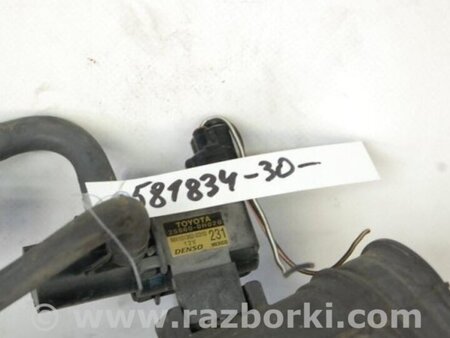 581834-30-
TOYOTA
12V
231
DENSO
www.razborki.com